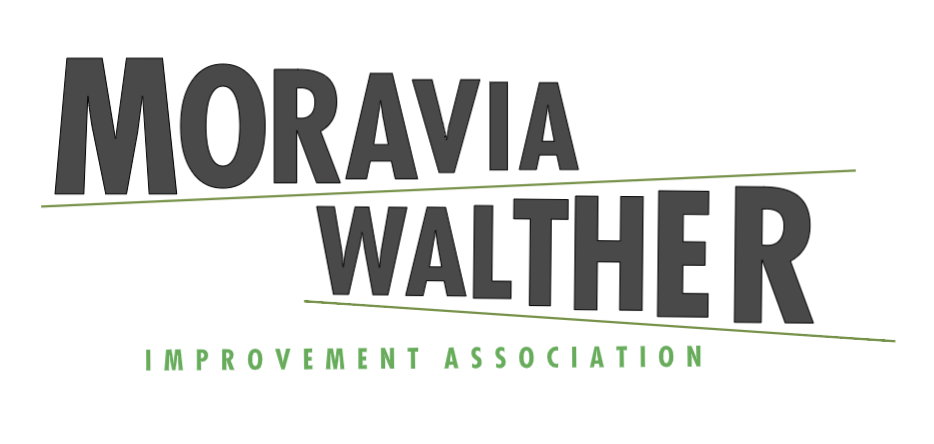 MORAVIA
WALTHER
IMPROVEMENT ASSOCIATION